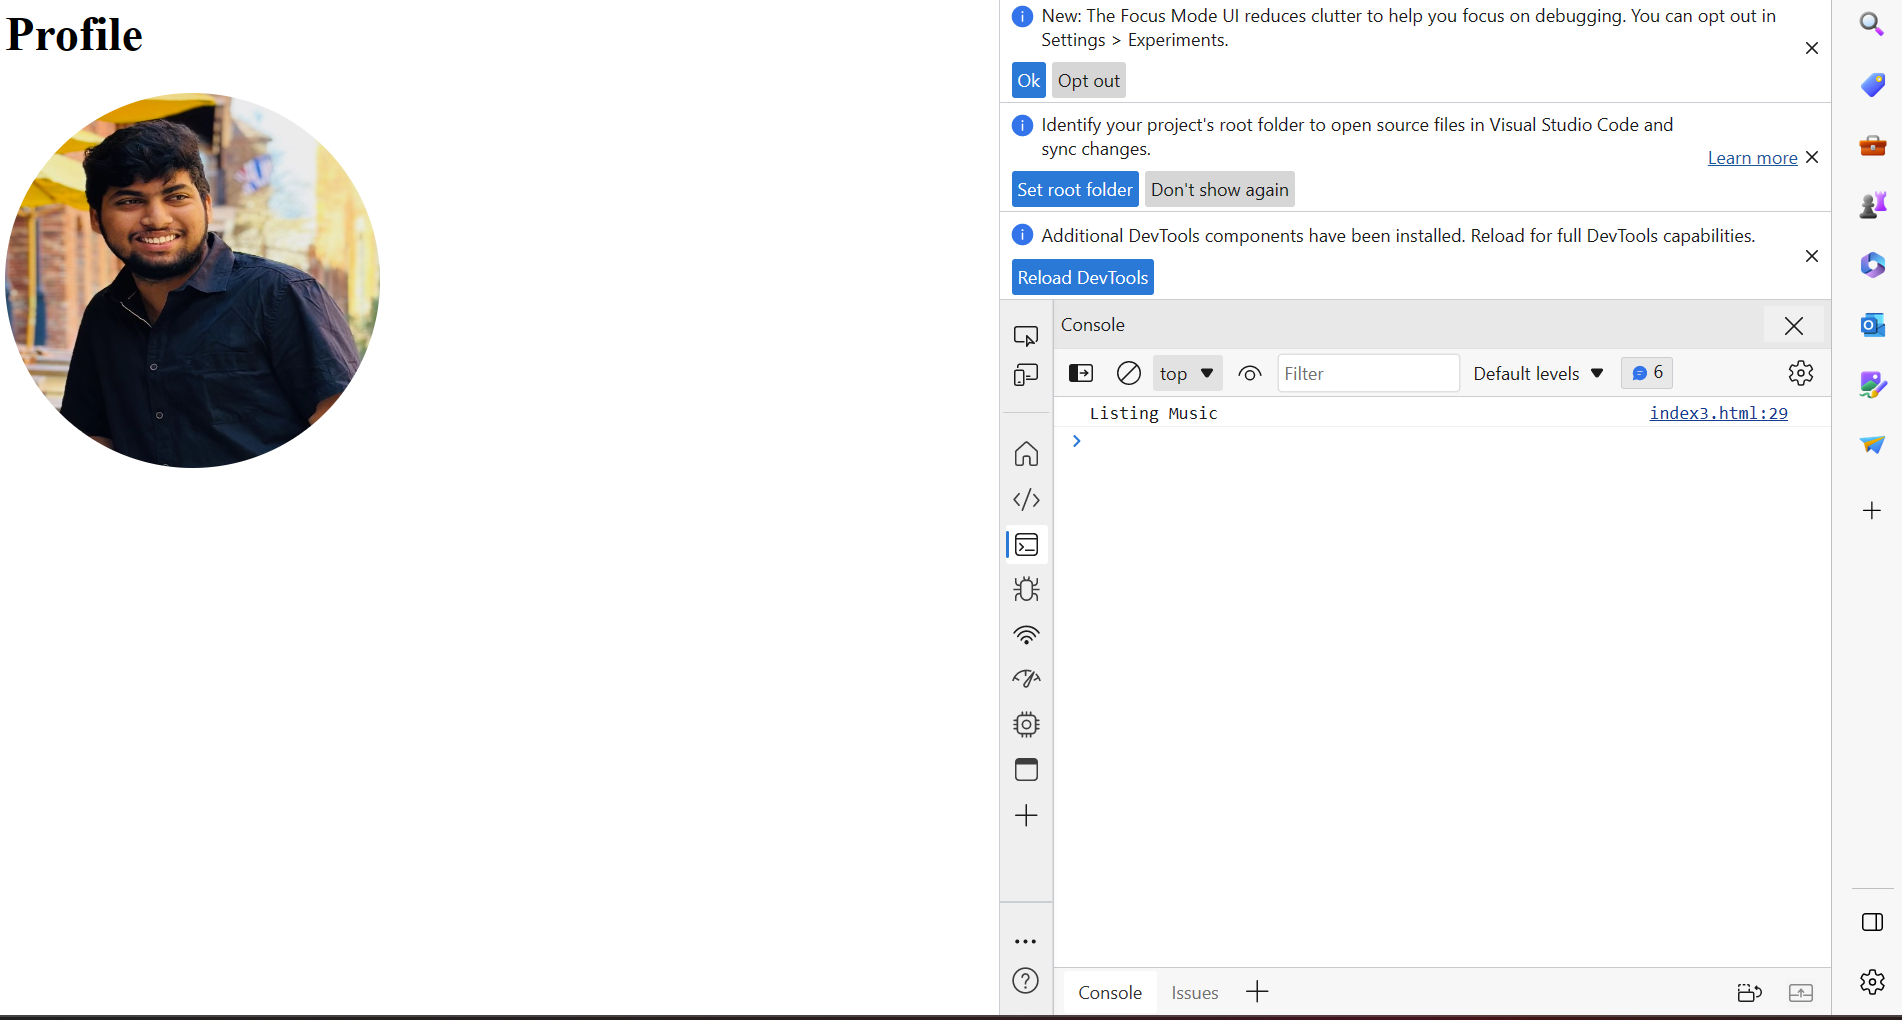 Profile
New: The Focus Mode UI reduces clutter to help you focus on debugging. You can opt out in
Settings > Experiments.
Ok Opt out
Identify your project's root folder to open source files in Visual Studio Code and
sync changes.
Learn more
Set root folder Don't show again
Additional DevTools components have been installed. Reload for full DevTools capabilities.
Reload DevTools
Console
top Filter Default levels 6
Listing Music index3.html:29
Console Issues